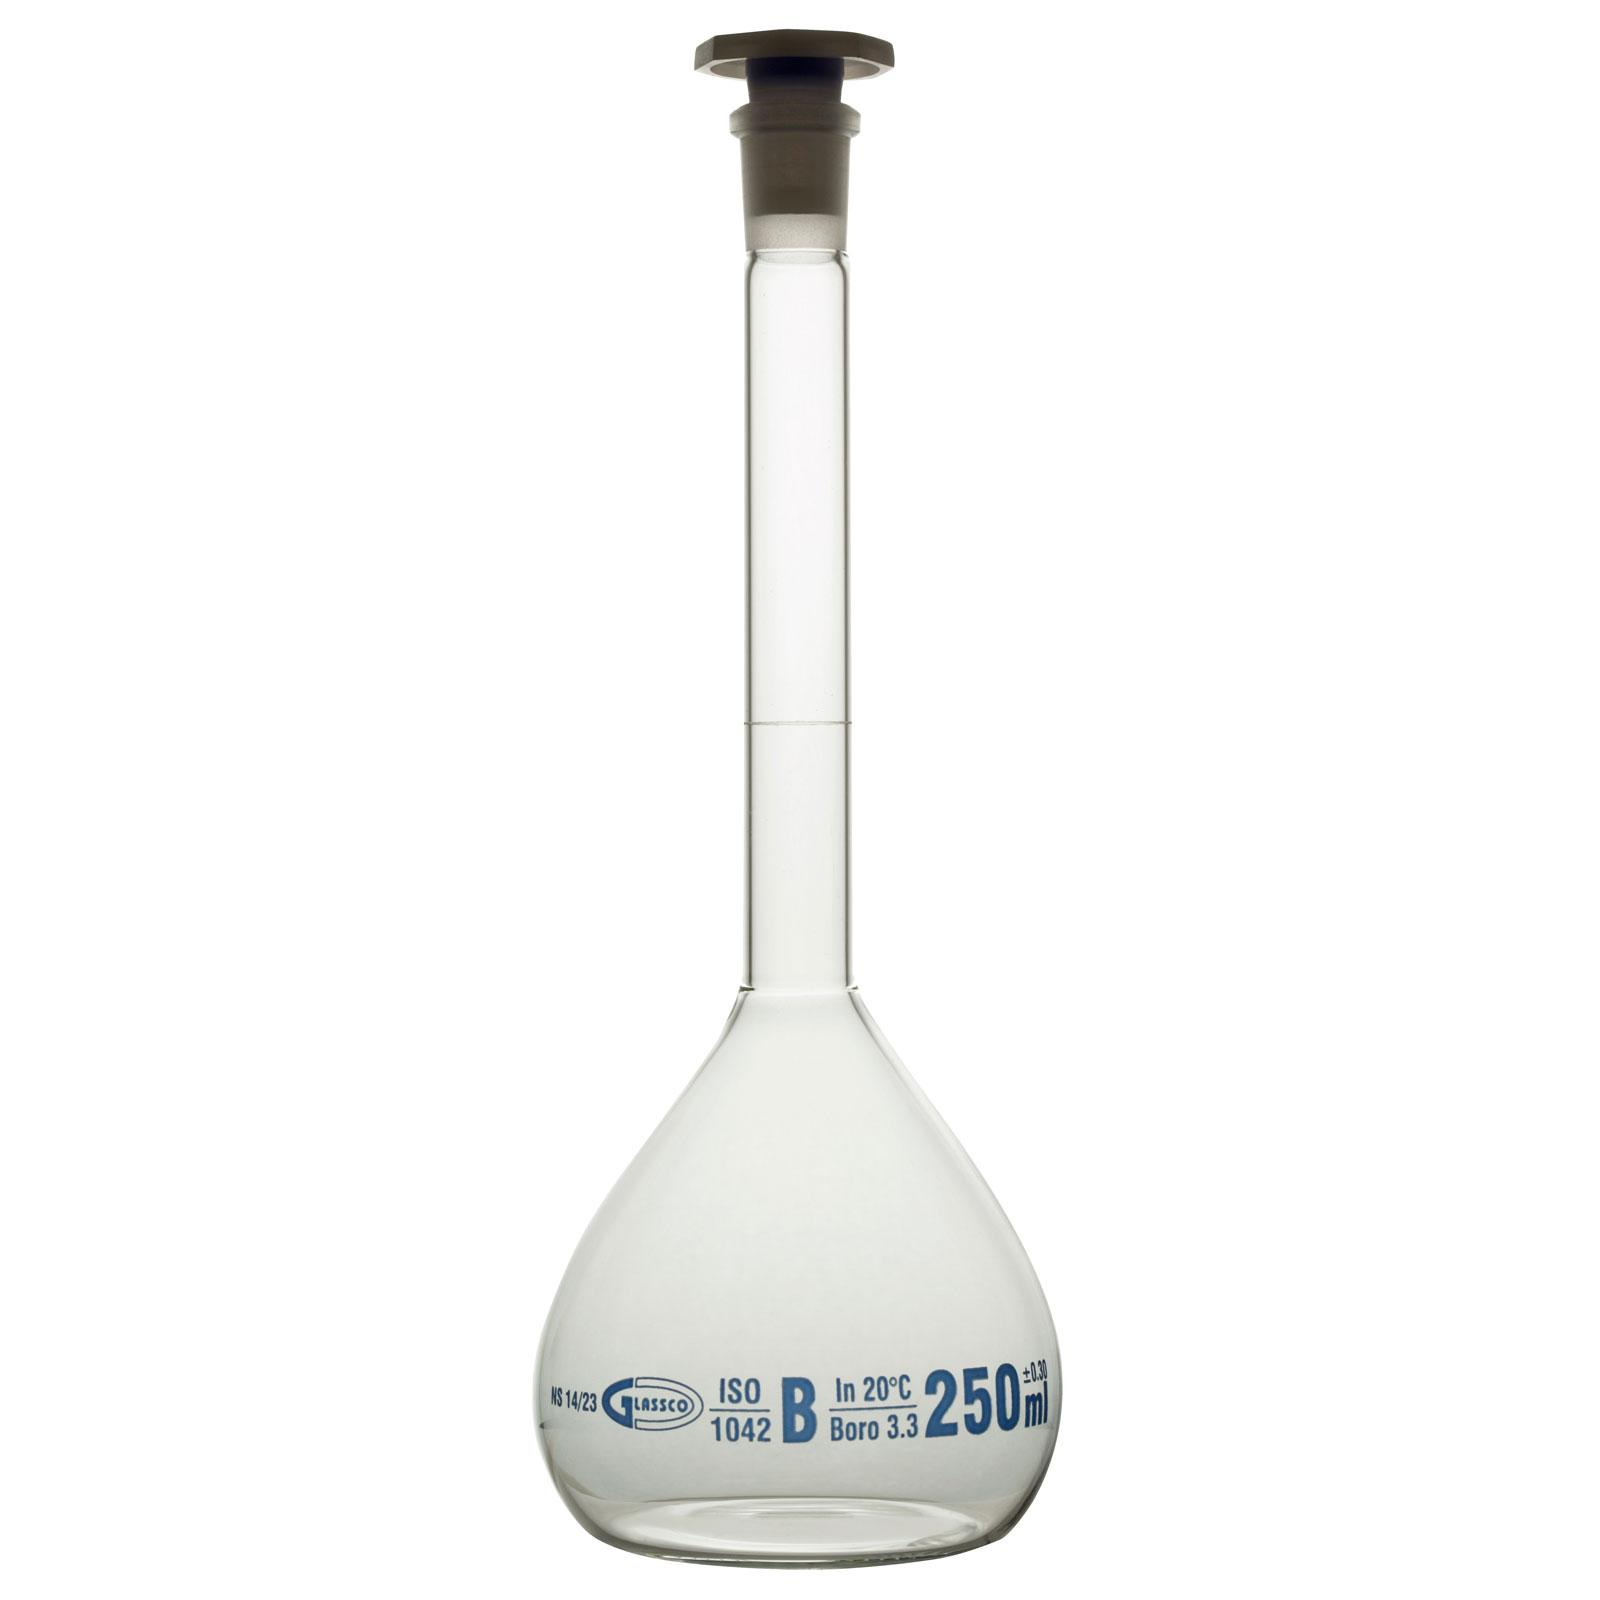 NS 14/23
GLASSCO
ISO
1042
B
In 20°C
Boro 3.3
250
±0.30
ml